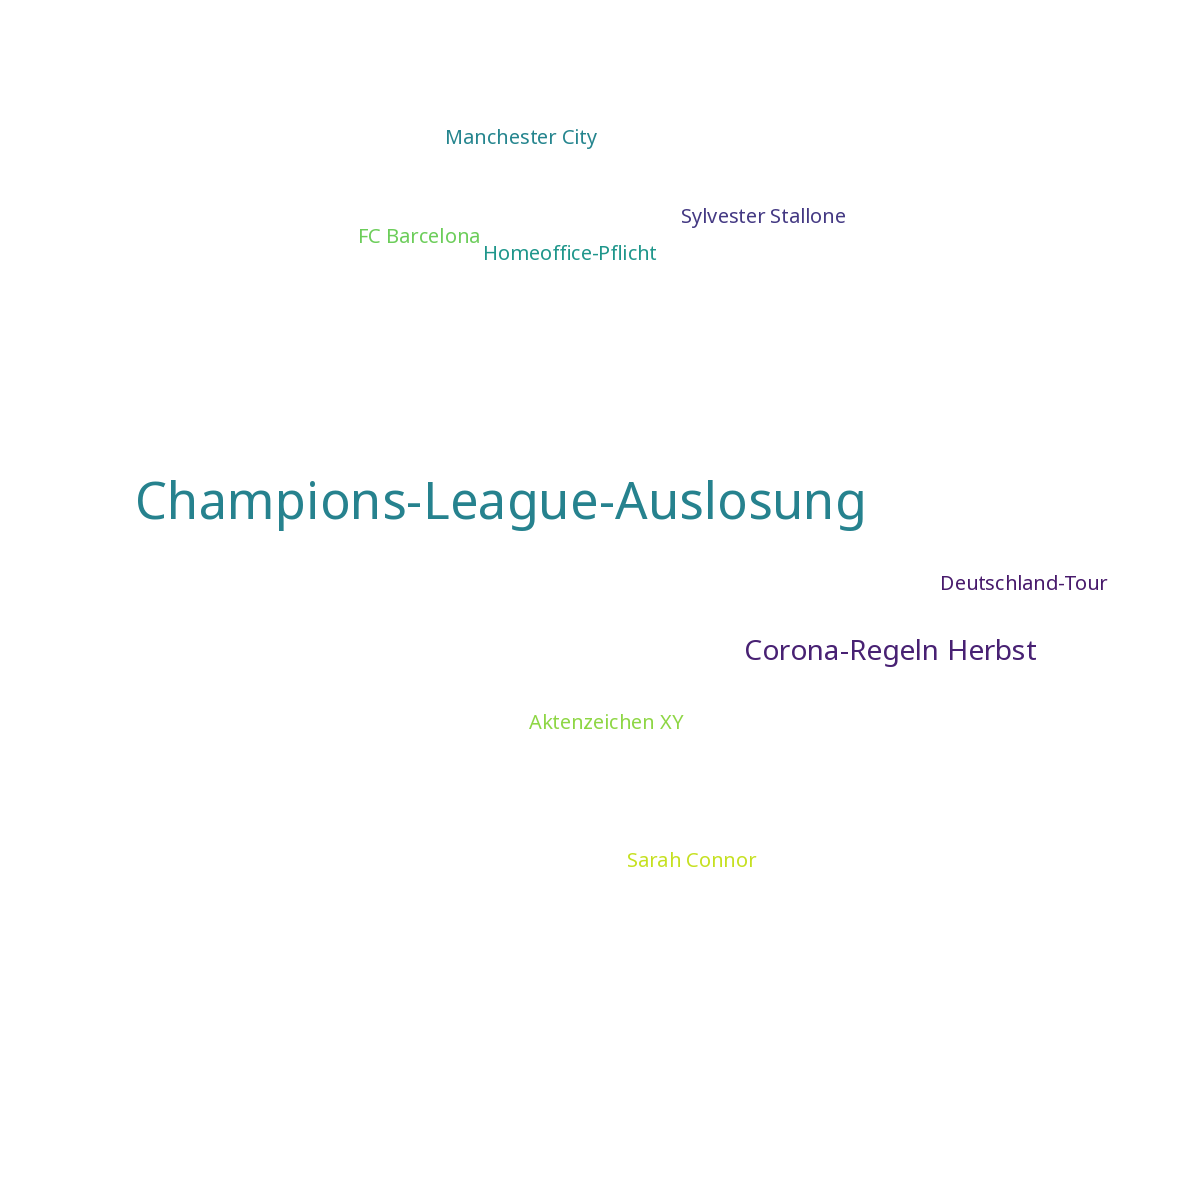 Manchester City
Sylvester Stallone
FC Barcelona
Homeoffice-Pflicht
Champions-League-Auslosung
Deutschland-Tour
Corona-Regeln Herbst
Aktenzeichen XY
Sarah Connor